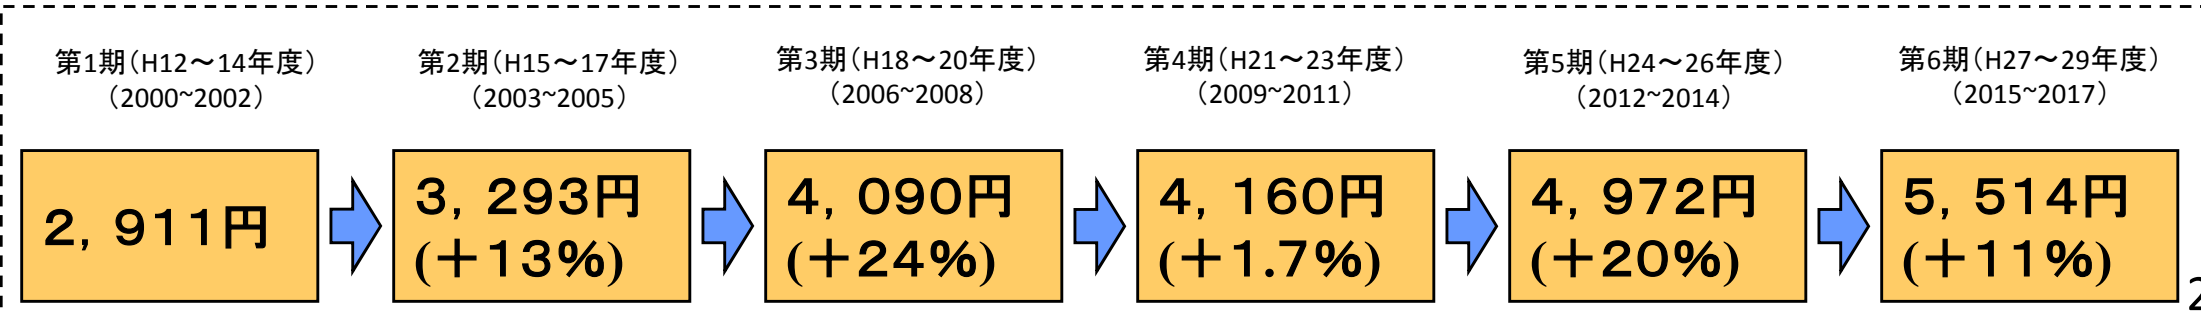 第1期(H12～14年度)
(2000~2002)
第2期(H15～17年度)
(2003~2005)
第3期(H18～20年度)
(2006~2008)
第4期(H21～23年度)
(2009~2011)
第5期(H24～26年度)
(2012~2014)
第6期(H27～29年度)
(2015~2017)
2,911円
3,293円
(＋13%)
4,090円
(＋24%)
4,160円
(＋1.7%)
4,972円
(＋20%)
5,514円
(＋11%)